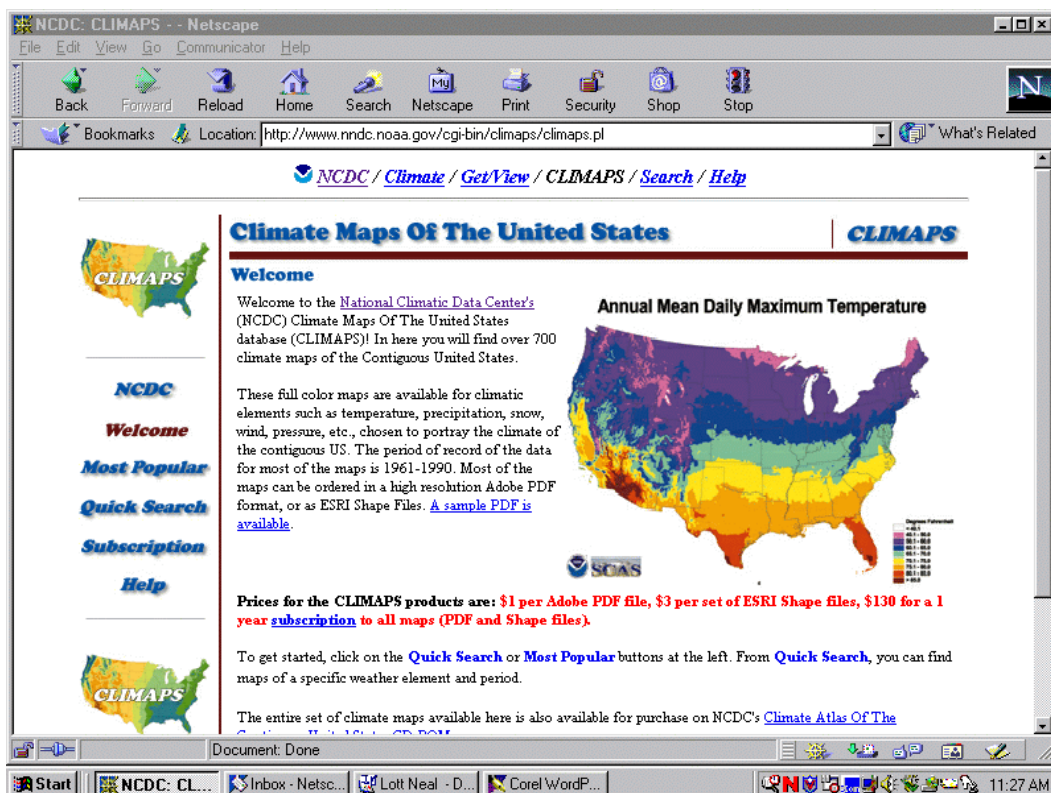 NCDC: CLIMAPS - - Netscape
File Edit View Go Communicator Help
My
N
Back Forward Reload Home Search Netscape Print Security Shop Stop
Bookmarks Location: http://www.nndc.noaa.gov/cgi-bin/climaps/climaps.pl What's Related
NCDC / Climate / Get/View / CLIMAPS / Search / Help
Climate Maps Of The United States CLIMAPS
CLIMAPS
NCDC
Welcome
Most Popular
Quick Search
Subscription
Help
CLIMAPS
Welcome
Welcome to the National Climatic Data Center's
(NCDC) Climate Maps Of The United States
database (CLIMAPS)! In here you will find over 700
climate maps of the Contiguous United States.
These full color maps are available for climatic
elements such as temperature, precipitation, snow,
wind, pressure, etc., chosen to portray the climate of
the contiguous US. The period of record of the data
for most of the maps is 1961-1990. Most of the
maps can be ordered in a high resolution Adobe PDF
format, or as ESRI Shape Files. A sample PDF is
available.
Annual Mean Daily Maximum Temperature
Degrees Fahrenheit
SCAS
Prices for the CLIMAPS products are: $1 per Adobe PDF file, $3 per set of ESRI Shape files, $130 for a 1
year subscription to all maps (PDF and Shape files).
To get started, click on the Quick Search or Most Popular buttons at the left. From Quick Search, you can find
maps of a specific weather element and period.
The entire set of climate maps available here is also available for purchase on NCDC's Climate Atlas Of The
Document: Done
Start NCDC: CL... Inbox - Netsc... Lott Neal - D... Corel WordP... 11:27 AM